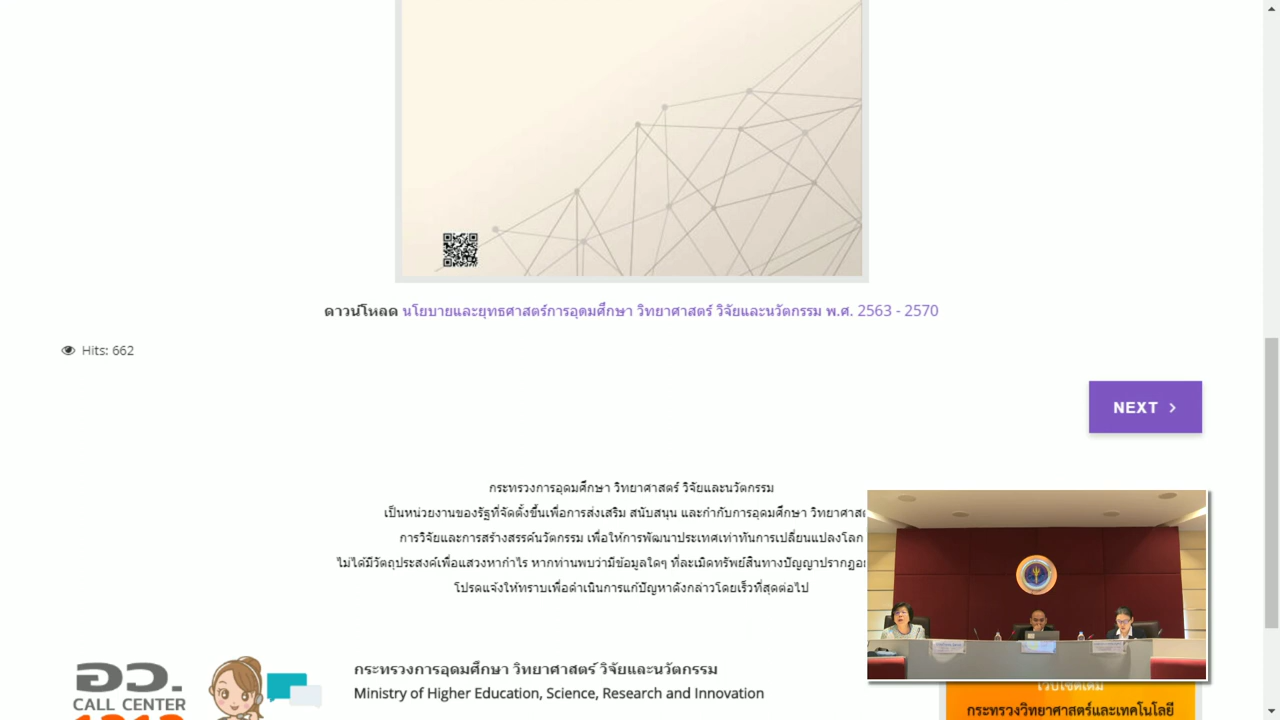 ดาวน์โหลด นโยบายและยุทธศาสตร์การอุดมศึกษา วิทยาศาสตร์ วิจัยและนวัตกรรม พ.ศ. 2563 - 2570
Hits: 662
NEXT
กระทรวงการอุดมศึกษา วิทยาศาสตร์ วิจัยและนวัตกรรม
เป็นหน่วยงานของรัฐที่จัดตั้งขึ้นเพื่อการส่งเสริม สนับสนุน และกำกับการอุดมศึกษา
การวิจัยและการสร้างสรรค์นวัตกรรม เพื่อให้การพัฒนาประเทศเท่าทันการเปลี่ยนแปลงโลก
ไม่ได้มีวัตถุประสงค์เพื่อแสวงหากำไร หากท่านพบว่ามีข้อมูลใดๆ ที่ละเมิดทรัพย์สินทางปัญญาปรากฏ
โปรดแจ้งให้ทราบเพื่อดำเนินการแก้ปัญหาดังกล่าวโดยเร็วที่สุดต่อไป
อว.
CALL CENTER
1313
กระทรวงการอุดมศึกษา วิทยาศาสตร์ วิจัยและนวัตกรรม
Ministry of Higher Education, Science, Research and Innovation
เว็บไซต์เดิม
กระทรวงวิทยาศาสตร์และเทคโนโลยี